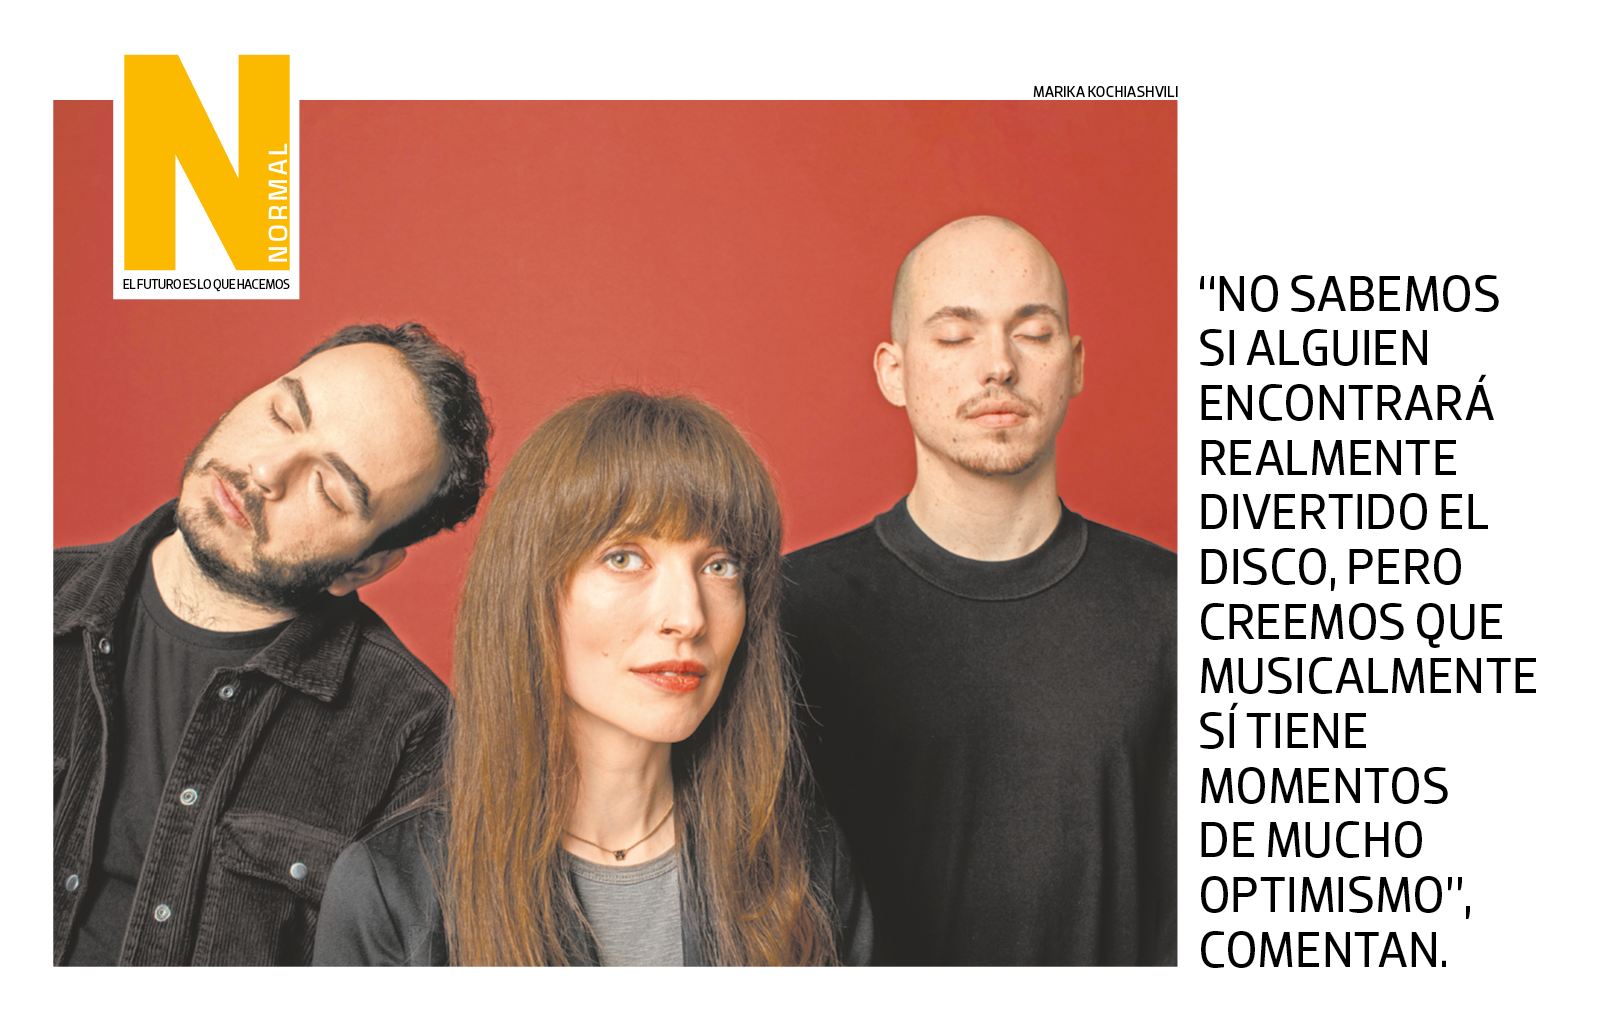 N
NORMAL
EL FUTURO ES LO QUE HACEMOS
MARIKA KOCHIASHVILI
“NO SABEMOS
SI ALGUIEN
ENCONTRARÁ
REALMENTE
DIVERTIDO EL
DISCO, PERO
CREEMOS QUE
MUSICALMENTE
SÍ TIENE
MOMENTOS
DE MUCHO
OPTIMISMO”,
COMENTAN.